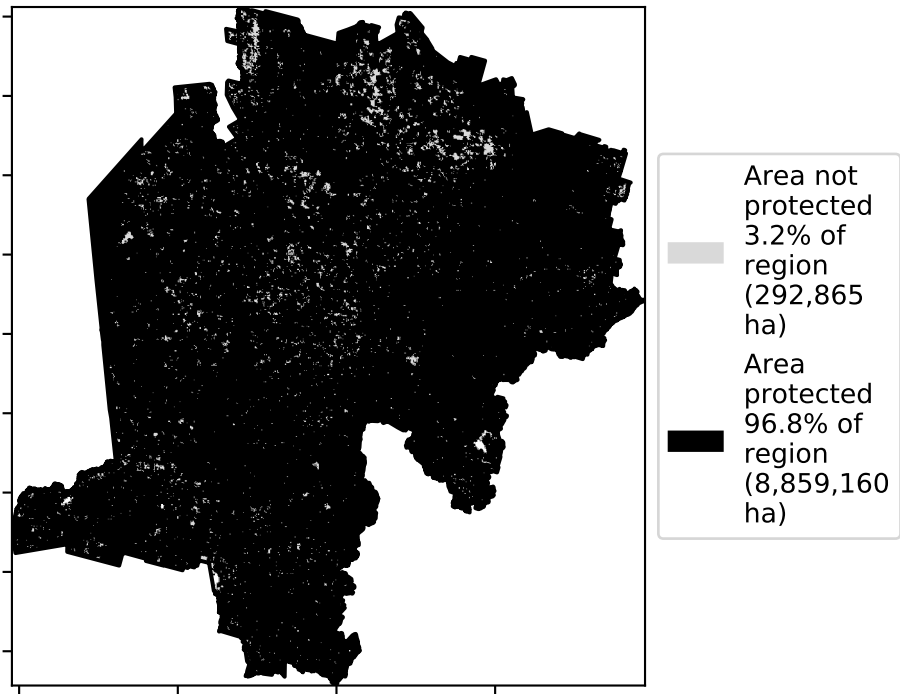 Area not
protected
3.2% of
region
(292,865
ha)
Area
protected
96.8% of
region
(8,859,160
ha)